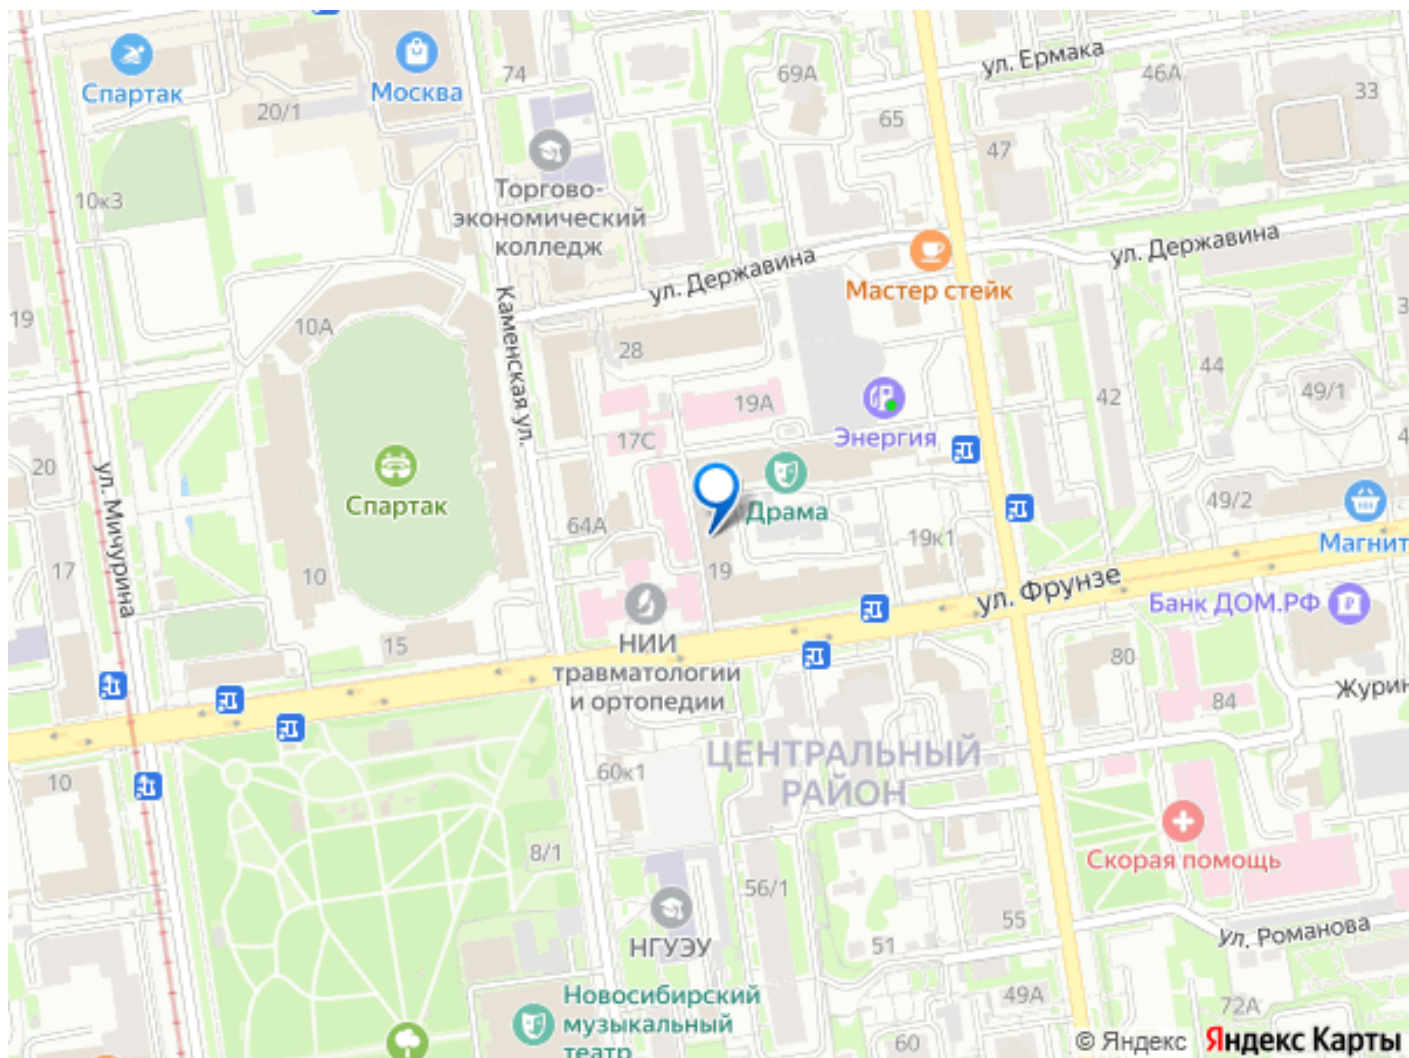 ул. Ермака
69А
46А
74
33
Спартак
Москва
20/1
65
47
10к3
Торгово-
экономический
колледж
ул. Державина
ул. Державина
Мастер стейк
19
10А
Каменская ул.
28
44
42
49/1
19А
Энергия
17С
20
ул. Мичурина
Спартак
64А
Драма
49/2
19к1
Магнит
17
10
19
ул. Фрунзе
Банк ДОМ.РФ
15
НИИ
травматологии
и ортопедии
80
84
Журин
ЦЕНТРАЛЬНЫЙ
РАЙОН
10
60к1
8/1
Скорая помощь
56/1
НГУЭУ
51
55
ул. Романова
49А
72А
Новосибирский
музыкальный
театр
60
© Яндекс Яндекс Карты